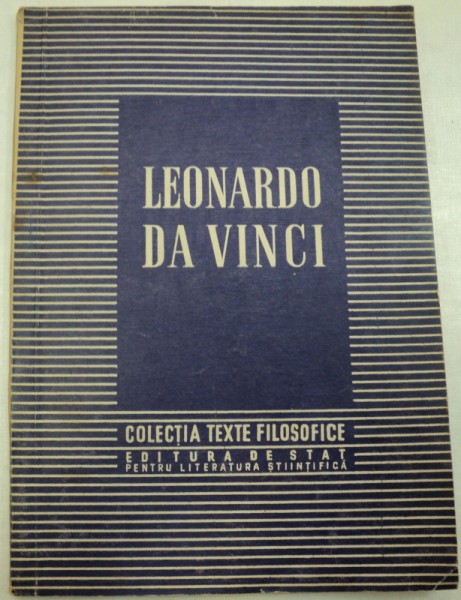 LEONARDO
DA VINCI
COLECȚIA TEXTE FILOSOFICE
EDITURA DE STAT
PENTRU LITERATURA ȘTIINȚIFICĂ